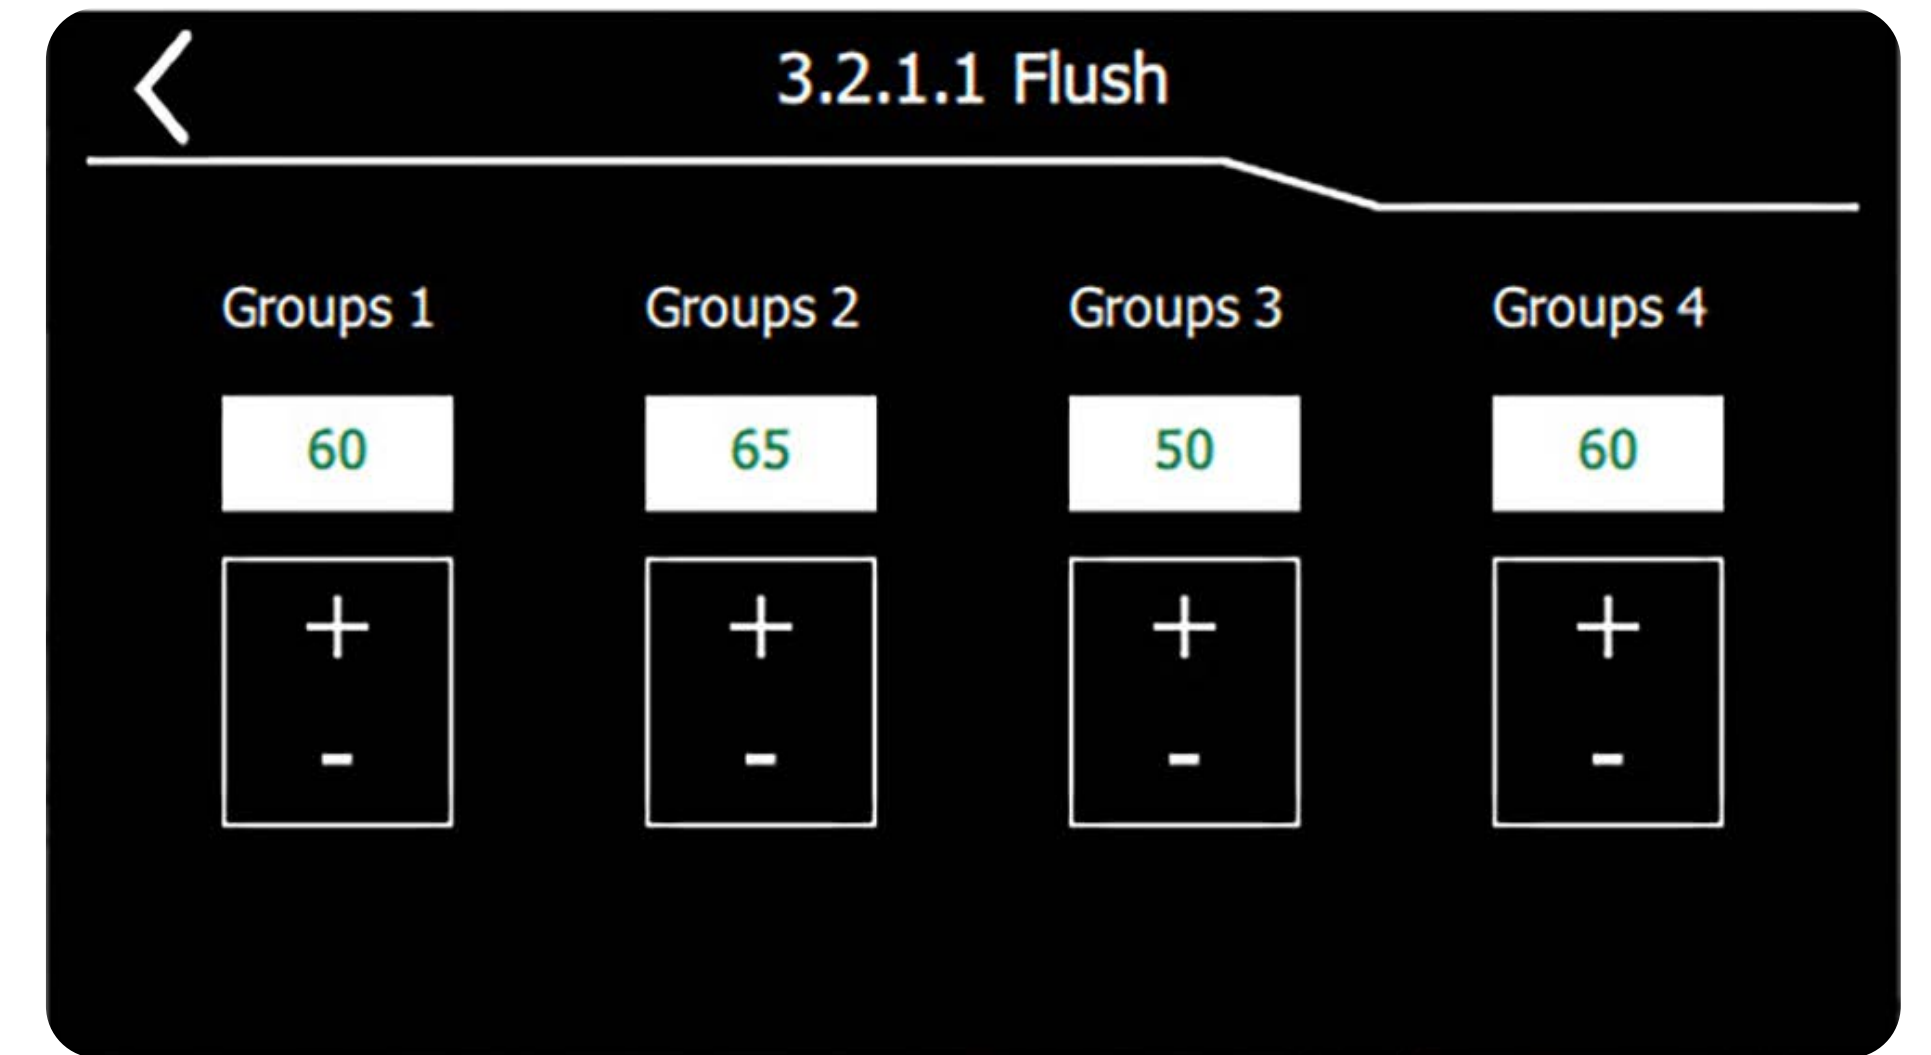 3.2.1.1 Flush
Groups 1 Groups 2 Groups 3 Groups 4
60 65 50 60
+ + + +
- - - -